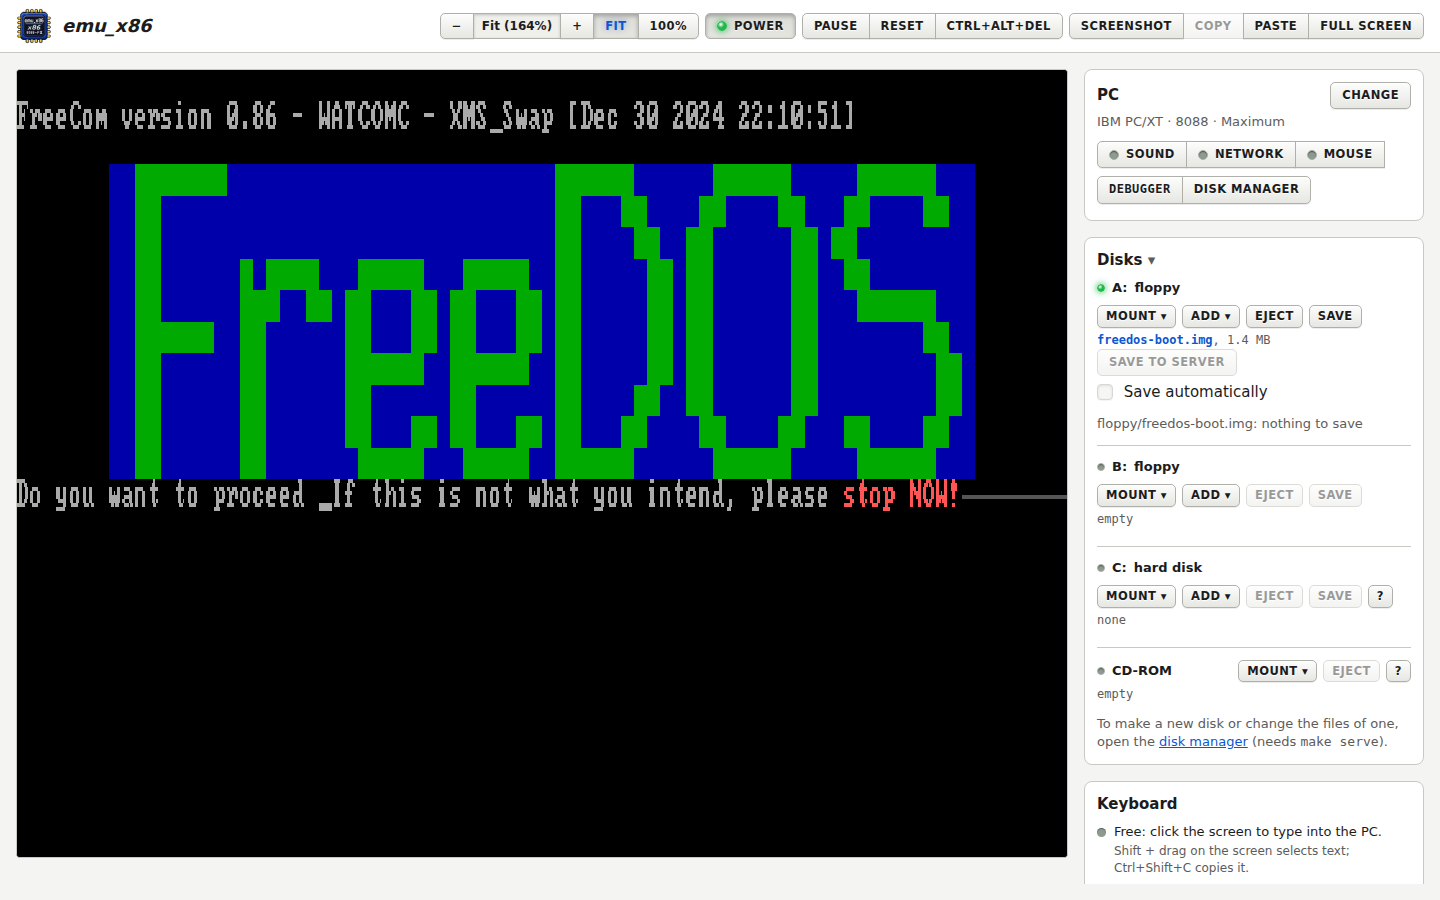 emu_x86
− Fit (164%) + FIT 100% POWER PAUSE RESET CTRL+ALT+DEL SCREENSHOT COPY PASTE FULL SCREEN
FreeCom version 0.86 - WATCOMC - XMS_Swap [Dec 30 2024 22:10:51]
FreeDOS
Do you want to proceed _If this is not what you intend, please stop NOW!
PC
CHANGE
IBM PC/XT · 8088 · Maximum
SOUND NETWORK MOUSE
DEBUGGER DISK MANAGER
Disks ▾
A: floppy
MOUNT ▾ ADD ▾ EJECT SAVE
freedos-boot.img, 1.4 MB
SAVE TO SERVER
Save automatically
floppy/freedos-boot.img: nothing to save
B: floppy
MOUNT ▾ ADD ▾ EJECT SAVE
empty
C: hard disk
MOUNT ▾ ADD ▾ EJECT SAVE ?
none
CD-ROM MOUNT ▾ EJECT ?
empty
To make a new disk or change the files of one,
open the disk manager (needs make serve).
Keyboard
Free: click the screen to type into the PC.
Shift + drag on the screen selects text;
Ctrl+Shift+C copies it.